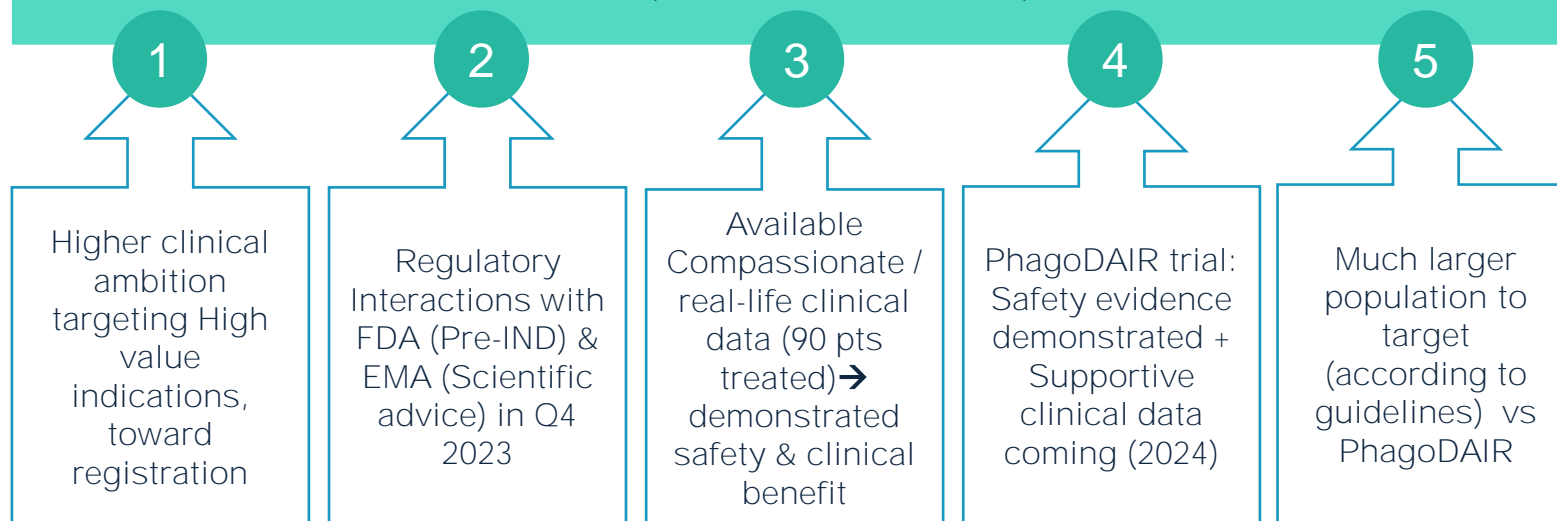 1
Higher clinical
ambition
targeting High
value
indications,
toward
registration
2
Regulatory
Interactions with
FDA (Pre-IND) &
EMA (Scientific
advice) in Q4
2023
3
Available
Compassionate /
real-life clinical
data (90 pts
treated)➔
demonstrated
safety & clinical
benefit
4
PhagoDAIR trial:
Safety evidence
demonstrated +
Supportive
clinical data
coming (2024)
5
Much larger
population to
target
(according to
guidelines) vs
PhagoDAIR